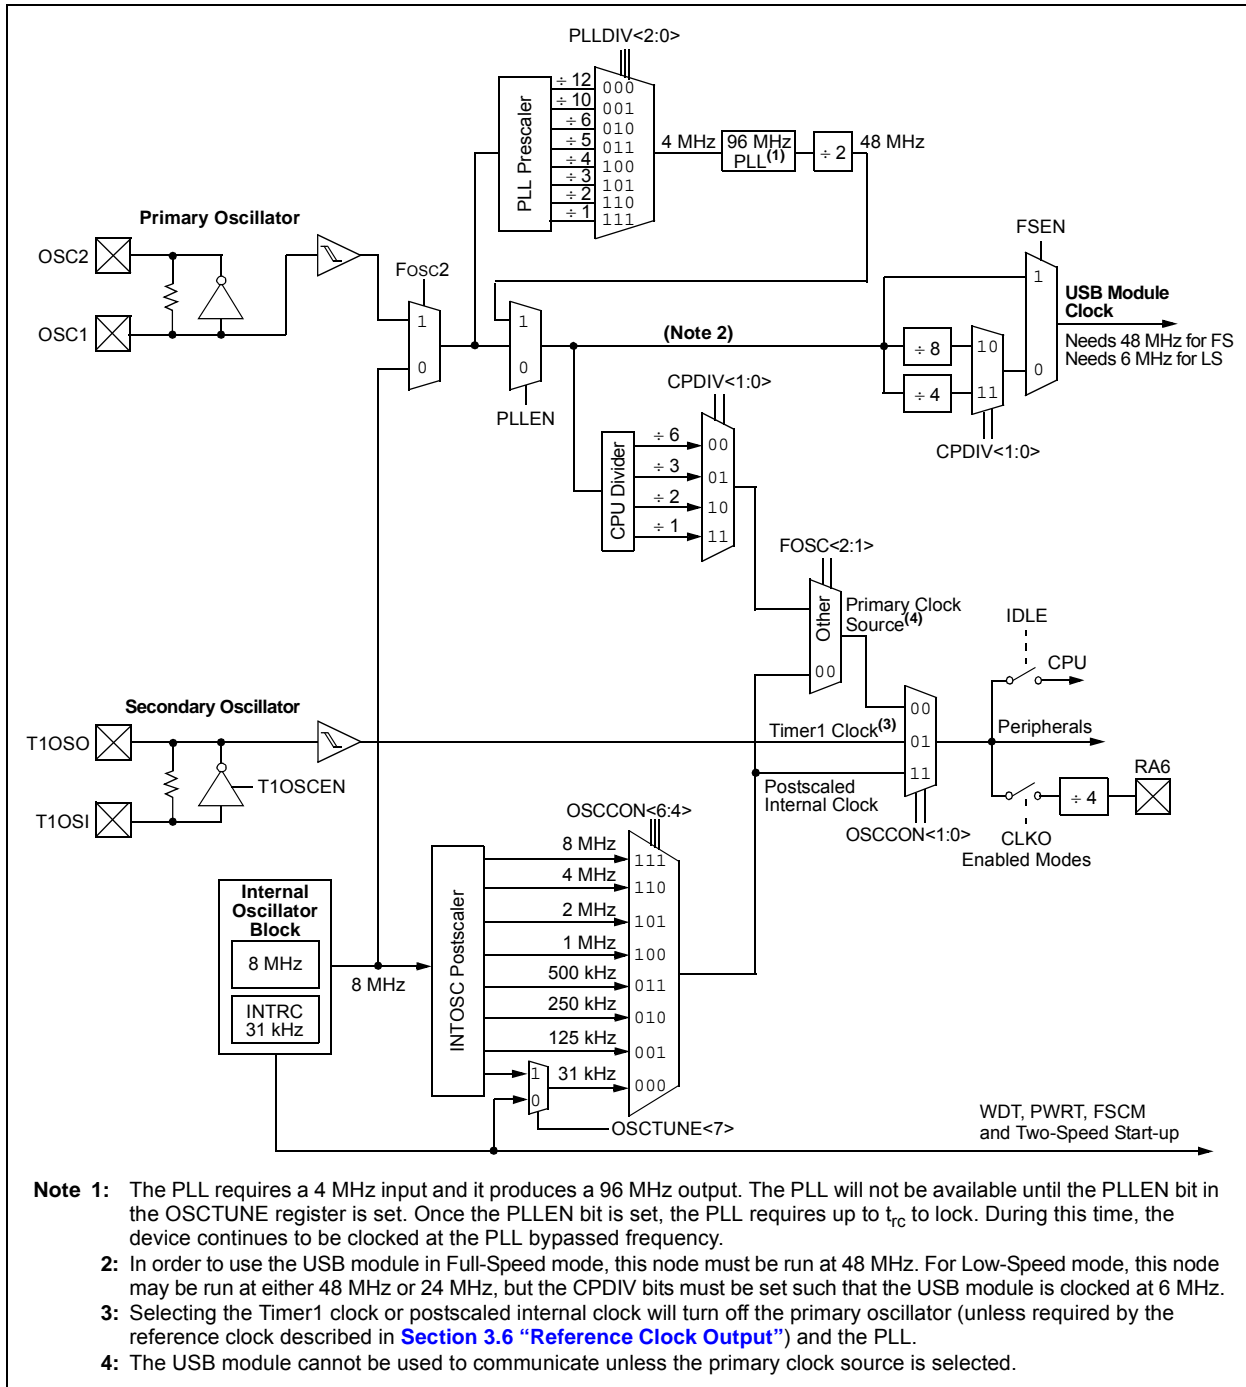 PLLDIV<2:0>
PLL Prescaler
÷ 12
÷ 10
÷ 6
÷ 5
÷ 4
÷ 3
÷ 2
÷ 1
000
001
010
011
100
101
110
111
4 MHz
96 MHz
PLL(1)
÷ 2
48 MHz
Primary Oscillator
OSC2
OSC1
FOSC2
1
0
1
0
PLLEN
(Note 2)
FSEN
1
0
÷ 8
÷ 4
10
11
CPDIV<1:0>
USB Module
Clock
Needs 48 MHz for FS
Needs 6 MHz for LS
CPDIV<1:0>
CPU Divider
÷ 6
÷ 3
÷ 2
÷ 1
00
01
10
11
FOSC<2:1>
Other
00
Primary Clock
Source(4)
IDLE
CPU
Secondary Oscillator
T1OSO
T1OSI
T1OSCEN
Timer1 Clock(3)
Postscaled
Internal Clock
00
01
11
OSCCON<1:0>
Peripherals
CLKO
Enabled Modes
÷ 4
RA6
OSCCON<6:4>
Internal
Oscillator
Block
8 MHz
INTRC
31 kHz
8 MHz
INTOSC Postscaler
8 MHz
4 MHz
2 MHz
1 MHz
500 kHz
250 kHz
125 kHz
31 kHz
1
0
111
110
101
100
011
010
001
000
OSCTUNE<7>
WDT, PWRT, FSCM
and Two-Speed Start-up
Note 1: The PLL requires a 4 MHz input and it produces a 96 MHz output. The PLL will not be available until the PLLEN bit in
the OSCTUNE register is set. Once the PLLEN bit is set, the PLL requires up to trc to lock. During this time, the
device continues to be clocked at the PLL bypassed frequency.
2: In order to use the USB module in Full-Speed mode, this node must be run at 48 MHz. For Low-Speed mode, this node
may be run at either 48 MHz or 24 MHz, but the CPDIV bits must be set such that the USB module is clocked at 6 MHz.
3: Selecting the Timer1 clock or postscaled internal clock will turn off the primary oscillator (unless required by the
reference clock described in Section 3.6 “Reference Clock Output”) and the PLL.
4: The USB module cannot be used to communicate unless the primary clock source is selected.